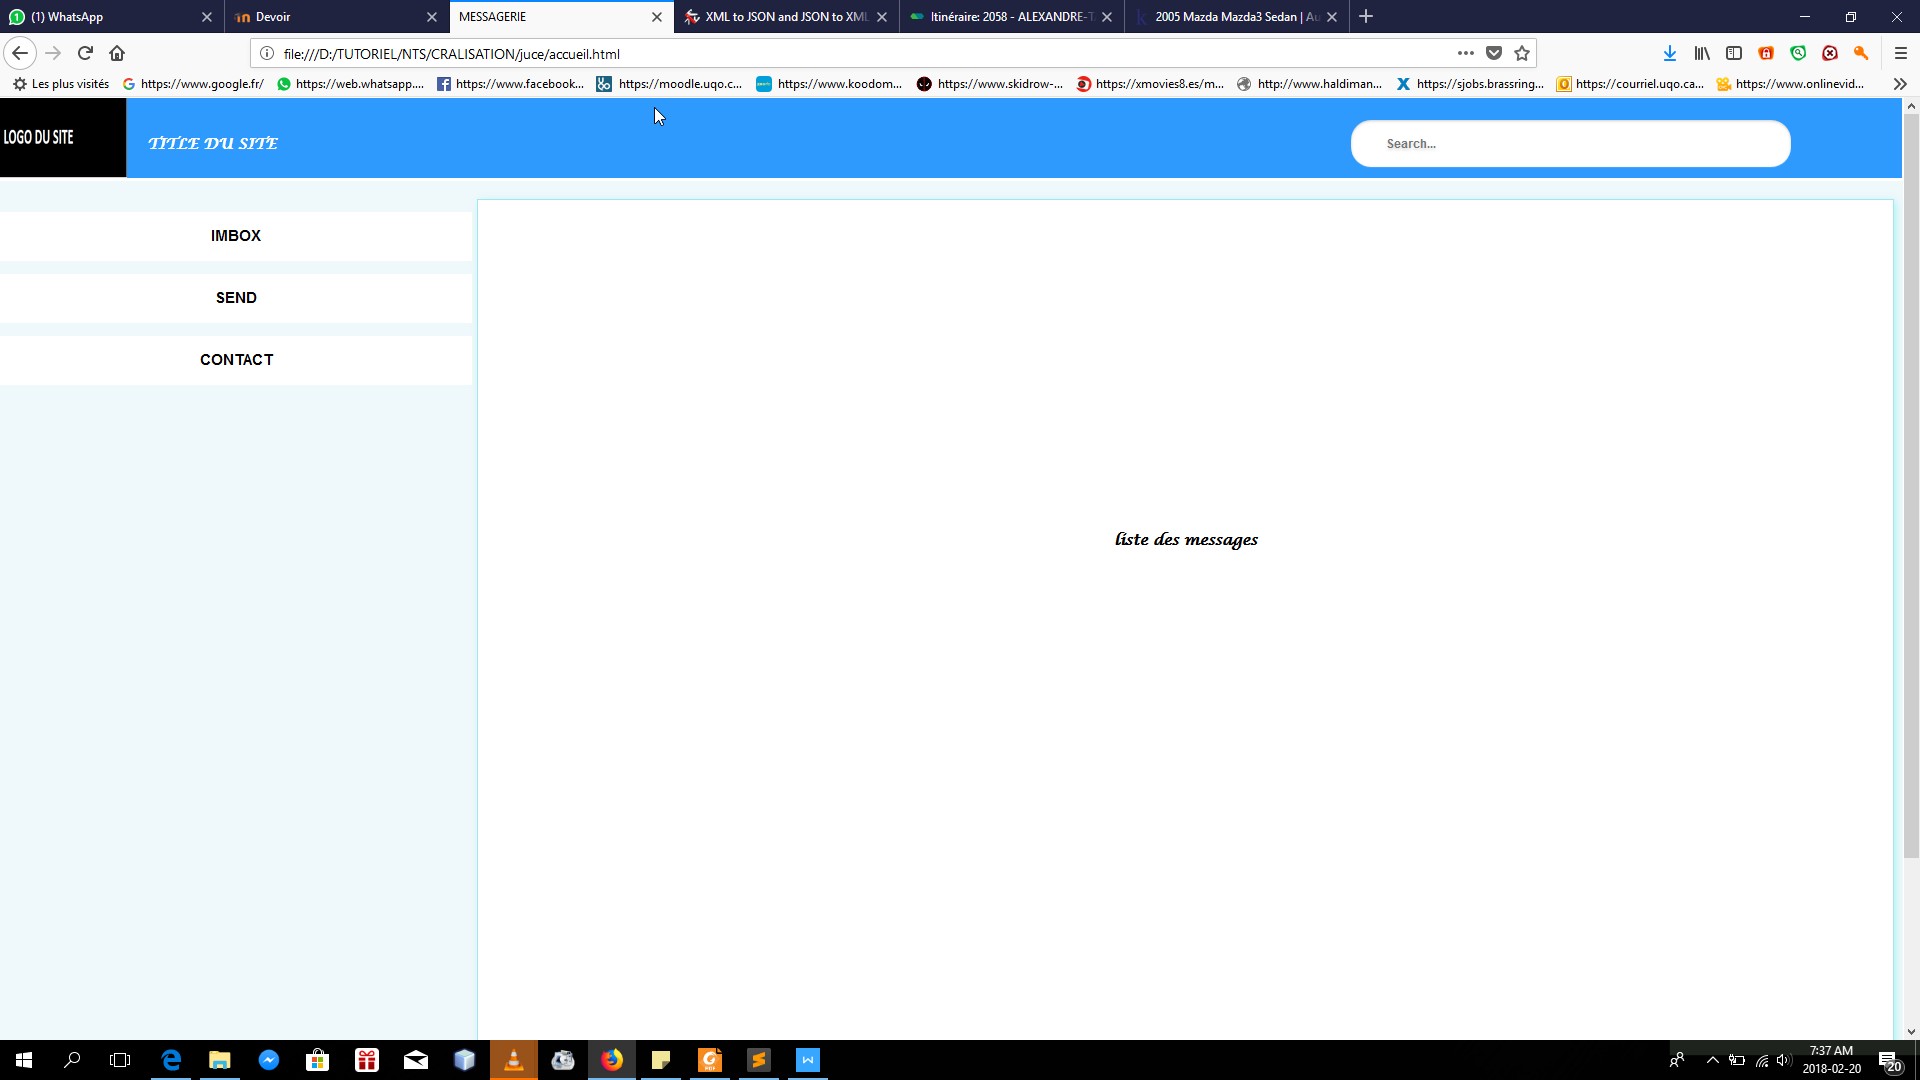 (1) WhatsApp
Devoir
MESSAGERIE
XML to JSON and JSON to XML
Itinéraire: 2058 - ALEXANDRE-T
2005 Mazda Mazda3 Sedan | Au
file:///D:/TUTORIEL/NTS/CRALISATION/juce/accueil.html
Les plus visités
https://www.google.fr/
https://web.whatsapp....
https://www.facebook...
https://moodle.uqo.c...
https://www.koodom...
https://www.skidrow-...
https://xmovies8.es/m...
http://www.haldiman...
https://sjobs.brassring...
https://courriel.uqo.ca...
https://www.onlinevid...
LOGO DU SITE
TITLE DU SITE
Search...
IMBOX
SEND
CONTACT
liste des messages
7:37 AM
2018-02-20
20